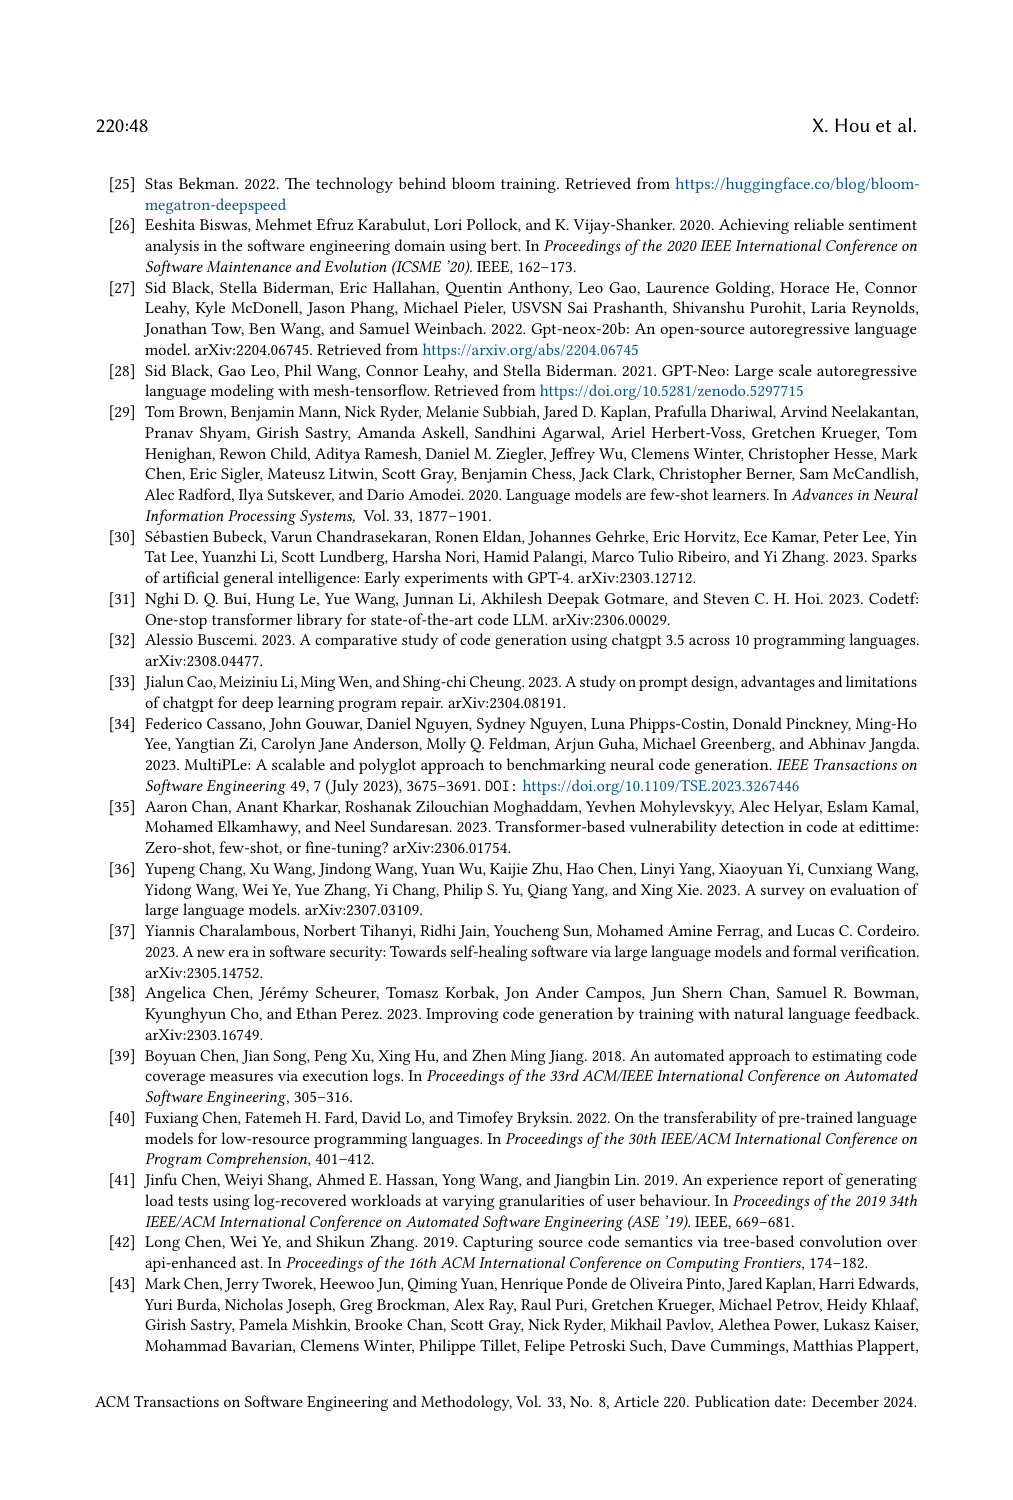 220:48 X. Hou et al.
[25] Stas Bekman. 2022. The technology behind bloom training. Retrieved from https://huggingface.co/blog/bloom-
megatron-deepspeed
[26] Eeshita Biswas, Mehmet Efruz Karabulut, Lori Pollock, and K. Vijay-Shanker. 2020. Achieving reliable sentiment
analysis in the software engineering domain using bert. In Proceedings of the 2020 IEEE International Conference on
Software Maintenance and Evolution (ICSME ’20). IEEE, 162–173.
[27] Sid Black, Stella Biderman, Eric Hallahan, Quentin Anthony, Leo Gao, Laurence Golding, Horace He, Connor
Leahy, Kyle McDonell, Jason Phang, Michael Pieler, USVSN Sai Prashanth, Shivanshu Purohit, Laria Reynolds,
Jonathan Tow, Ben Wang, and Samuel Weinbach. 2022. Gpt-neox-20b: An open-source autoregressive language
model. arXiv:2204.06745. Retrieved from https://arxiv.org/abs/2204.06745
[28] Sid Black, Gao Leo, Phil Wang, Connor Leahy, and Stella Biderman. 2021. GPT-Neo: Large scale autoregressive
language modeling with mesh-tensorflow. Retrieved from https://doi.org/10.5281/zenodo.5297715
[29] Tom Brown, Benjamin Mann, Nick Ryder, Melanie Subbiah, Jared D. Kaplan, Prafulla Dhariwal, Arvind Neelakantan,
Pranav Shyam, Girish Sastry, Amanda Askell, Sandhini Agarwal, Ariel Herbert-Voss, Gretchen Krueger, Tom
Henighan, Rewon Child, Aditya Ramesh, Daniel M. Ziegler, Jeffrey Wu, Clemens Winter, Christopher Hesse, Mark
Chen, Eric Sigler, Mateusz Litwin, Scott Gray, Benjamin Chess, Jack Clark, Christopher Berner, Sam McCandlish,
Alec Radford, Ilya Sutskever, and Dario Amodei. 2020. Language models are few-shot learners. In Advances in Neural
Information Processing Systems, Vol. 33, 1877–1901.
[30] Sébastien Bubeck, Varun Chandrasekaran, Ronen Eldan, Johannes Gehrke, Eric Horvitz, Ece Kamar, Peter Lee, Yin
Tat Lee, Yuanzhi Li, Scott Lundberg, Harsha Nori, Hamid Palangi, Marco Tulio Ribeiro, and Yi Zhang. 2023. Sparks
of artificial general intelligence: Early experiments with GPT-4. arXiv:2303.12712.
[31] Nghi D. Q. Bui, Hung Le, Yue Wang, Junnan Li, Akhilesh Deepak Gotmare, and Steven C. H. Hoi. 2023. Codetf:
One-stop transformer library for state-of-the-art code LLM. arXiv:2306.00029.
[32] Alessio Buscemi. 2023. A comparative study of code generation using chatgpt 3.5 across 10 programming languages.
arXiv:2308.04477.
[33] Jialun Cao, Meiziniu Li, Ming Wen, and Shing-chi Cheung. 2023. A study on prompt design, advantages and limitations
of chatgpt for deep learning program repair. arXiv:2304.08191.
[34] Federico Cassano, John Gouwar, Daniel Nguyen, Sydney Nguyen, Luna Phipps-Costin, Donald Pinckney, Ming-Ho
Yee, Yangtian Zi, Carolyn Jane Anderson, Molly Q. Feldman, Arjun Guha, Michael Greenberg, and Abhinav Jangda.
2023. MultiPLe: A scalable and polyglot approach to benchmarking neural code generation. IEEE Transactions on
Software Engineering 49, 7 (July 2023), 3675–3691. DOI: https://doi.org/10.1109/TSE.2023.3267446
[35] Aaron Chan, Anant Kharkar, Roshanak Zilouchian Moghaddam, Yevhen Mohylevskyy, Alec Helyar, Eslam Kamal,
Mohamed Elkamhawy, and Neel Sundaresan. 2023. Transformer-based vulnerability detection in code at edittime:
Zero-shot, few-shot, or fine-tuning? arXiv:2306.01754.
[36] Yupeng Chang, Xu Wang, Jindong Wang, Yuan Wu, Kaijie Zhu, Hao Chen, Linyi Yang, Xiaoyuan Yi, Cunxiang Wang,
Yidong Wang, Wei Ye, Yue Zhang, Yi Chang, Philip S. Yu, Qiang Yang, and Xing Xie. 2023. A survey on evaluation of
large language models. arXiv:2307.03109.
[37] Yiannis Charalambous, Norbert Tihanyi, Ridhi Jain, Youcheng Sun, Mohamed Amine Ferrag, and Lucas C. Cordeiro.
2023. A new era in software security: Towards self-healing software via large language models and formal verification.
arXiv:2305.14752.
[38] Angelica Chen, Jérémy Scheurer, Tomasz Korbak, Jon Ander Campos, Jun Shern Chan, Samuel R. Bowman,
Kyunghyun Cho, and Ethan Perez. 2023. Improving code generation by training with natural language feedback.
arXiv:2303.16749.
[39] Boyuan Chen, Jian Song, Peng Xu, Xing Hu, and Zhen Ming Jiang. 2018. An automated approach to estimating code
coverage measures via execution logs. In Proceedings of the 33rd ACM/IEEE International Conference on Automated
Software Engineering, 305–316.
[40] Fuxiang Chen, Fatemeh H. Fard, David Lo, and Timofey Bryksin. 2022. On the transferability of pre-trained language
models for low-resource programming languages. In Proceedings of the 30th IEEE/ACM International Conference on
Program Comprehension, 401–412.
[41] Jinfu Chen, Weiyi Shang, Ahmed E. Hassan, Yong Wang, and Jiangbin Lin. 2019. An experience report of generating
load tests using log-recovered workloads at varying granularities of user behaviour. In Proceedings of the 2019 34th
IEEE/ACM International Conference on Automated Software Engineering (ASE ’19). IEEE, 669–681.
[42] Long Chen, Wei Ye, and Shikun Zhang. 2019. Capturing source code semantics via tree-based convolution over
api-enhanced ast. In Proceedings of the 16th ACM International Conference on Computing Frontiers, 174–182.
[43] Mark Chen, Jerry Tworek, Heewoo Jun, Qiming Yuan, Henrique Ponde de Oliveira Pinto, Jared Kaplan, Harri Edwards,
Yuri Burda, Nicholas Joseph, Greg Brockman, Alex Ray, Raul Puri, Gretchen Krueger, Michael Petrov, Heidy Khlaaf,
Girish Sastry, Pamela Mishkin, Brooke Chan, Scott Gray, Nick Ryder, Mikhail Pavlov, Alethea Power, Lukasz Kaiser,
Mohammad Bavarian, Clemens Winter, Philippe Tillet, Felipe Petroski Such, Dave Cummings, Matthias Plappert,
ACM Transactions on Software Engineering and Methodology, Vol. 33, No. 8, Article 220. Publication date: December 2024.